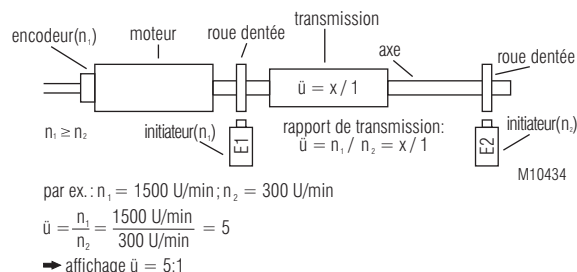 transmission
encodeur(n₁)
moteur
roue dentée
axe
roue dentée
ü = x / 1
n₁ ≥ n₂
initiateur(n₁)
E1
rapport de transmission:
ü = n₁ / n₂ = x / 1
E2
initiateur(n₂)
M10434
par ex.: n₁ = 1500 U/min; n₂ = 300 U/min
ü = n₁ / n₂ = 1500 U/min / 300 U/min = 5
➡ affichage ü = 5:1